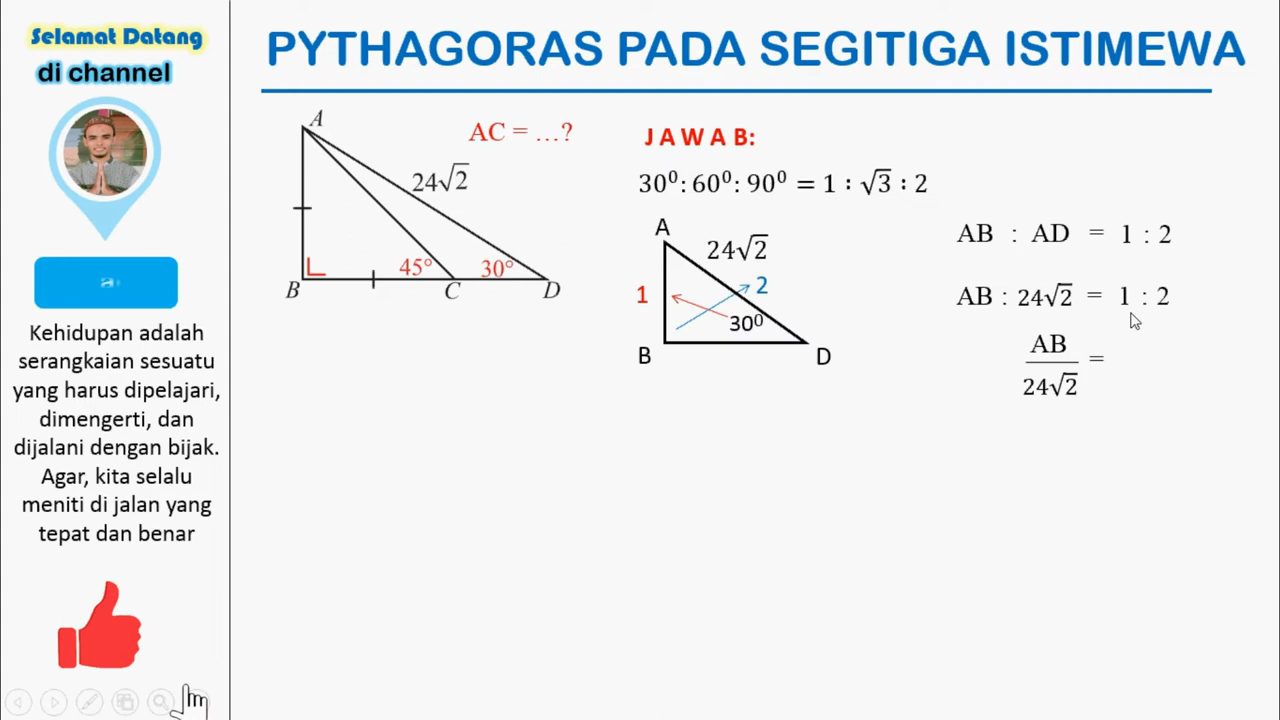 Selamat Datang
di channel
Kehidupan adalah
serangkaian sesuatu
yang harus dipelajari,
dimengerti, dan
dijalani dengan bijak.
Agar, kita selalu
meniti di jalan yang
tepat dan benar
PYTHAGORAS PADA SEGITIGA ISTIMEWA
A
24√2
45°
30°
B
C
D
AC = ...?
J A W A B:
30⁰ : 60⁰ : 90⁰ = 1 : √3 : 2
A
24√2
1
2
30⁰
B
D
AB : AD = 1 : 2
AB : 24√2 = 1 : 2
AB
=
24√2